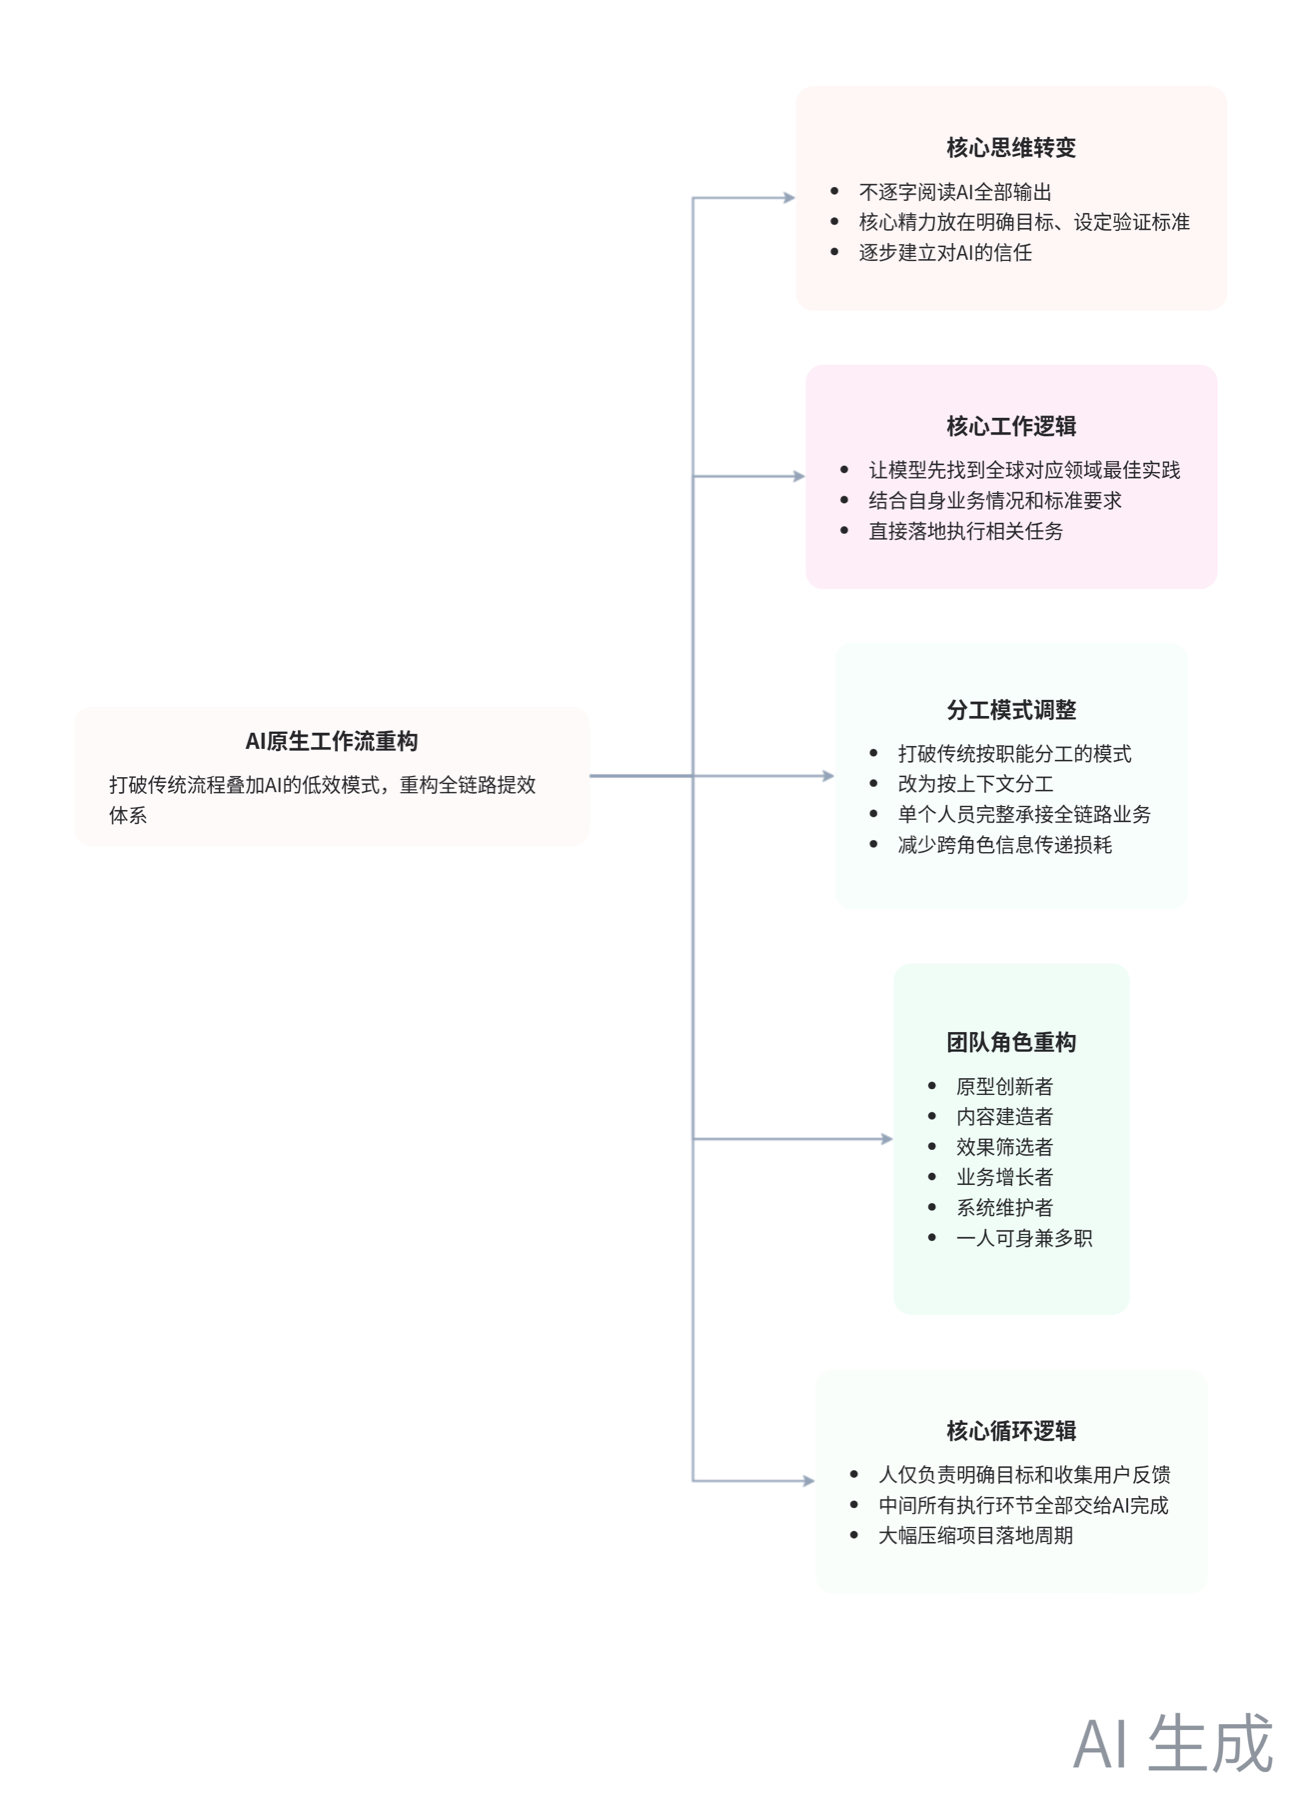 核心思维转变
不逐字阅读AI全部输出
核心精力放在明确目标、设定验证标准
逐步建立对AI的信任
核心工作逻辑
让模型先找到全球对应领域最佳实践
结合自身业务情况和标准要求
直接落地执行相关任务
AI原生工作流重构
打破传统流程叠加AI的低效模式，重构全链路提效
体系
分工模式调整
打破传统按职能分工的模式
改为按上下文分工
单个人员完整承接全链路业务
减少跨角色信息传递损耗
团队角色重构
原型创新者
内容建造者
效果筛选者
业务增长者
系统维护者
一人可身兼多职
核心循环逻辑
人仅负责明确目标和收集用户反馈
中间所有执行环节全部交给AI完成
大幅压缩项目落地周期
AI 生成